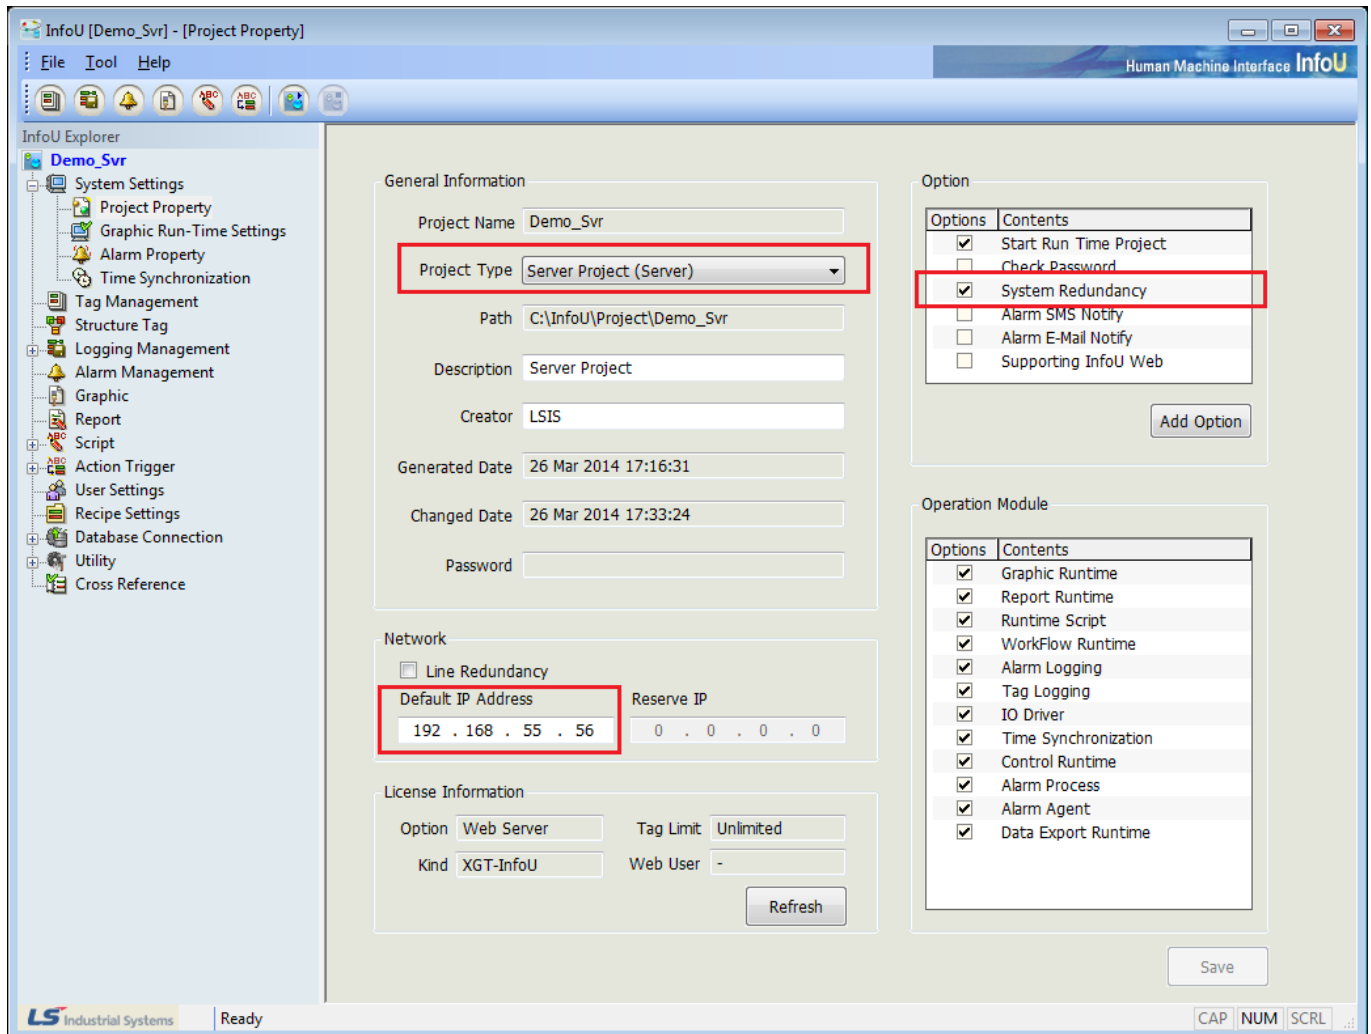 InfoU [Demo_Svr] - [Project Property]
File Tool Help
Human Machine Interface InfoU
InfoU Explorer
Demo_Svr
System Settings
Project Property
Graphic Run-Time Settings
Alarm Property
Time Synchronization
Tag Management
Structure Tag
Logging Management
Alarm Management
Graphic
Report
Script
Action Trigger
User Settings
Recipe Settings
Database Connection
Utility
Cross Reference
General Information
Project Name Demo_Svr
Project Type Server Project (Server)
Path C:\InfoU\Project\Demo_Svr
Description Server Project
Creator LSIS
Generated Date 26 Mar 2014 17:16:31
Changed Date 26 Mar 2014 17:33:24
Password
Network
Line Redundancy
Default IP Address Reserve IP
192 . 168 . 55 . 56 0 . 0 . 0 . 0
License Information
Option Web Server Tag Limit Unlimited
Kind XGT-InfoU Web User -
Refresh
Option
Options Contents
Start Run Time Project
Check Password
System Redundancy
Alarm SMS Notify
Alarm E-Mail Notify
Supporting InfoU Web
Add Option
Operation Module
Options Contents
Graphic Runtime
Report Runtime
Runtime Script
WorkFlow Runtime
Alarm Logging
Tag Logging
IO Driver
Time Synchronization
Control Runtime
Alarm Process
Alarm Agent
Data Export Runtime
Save
LS Industrial Systems Ready CAP NUM SCRL